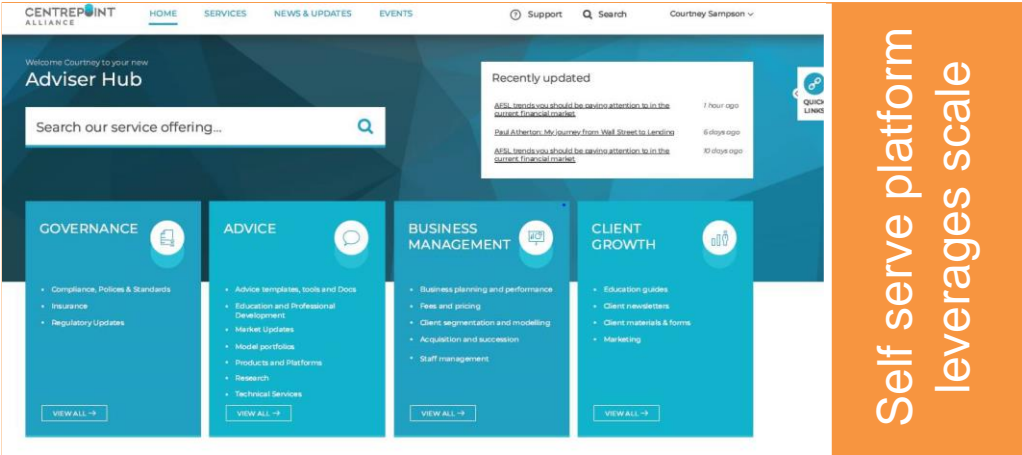 CENTREPOINT
ALLIANCE
HOME
SERVICES
NEWS & UPDATES
EVENTS
Support
Search
Courtney Sampson
Welcome Courtney to your new
Adviser Hub
Search our service offering...
Recently updated
AFSL trends you should be paying attention to in the
current financial market
1 hour ago
Paul Atherton: My journey from Wall Street to Lending
6 days ago
AFSL trends you should be paying attention to in the
current financial market
10 days ago
QUICK
LINKS
GOVERNANCE
• Compliance, Polices & Standards
• Insurance
• Regulatory Updates
VIEW ALL →
ADVICE
• Advice templates, tools and Docs
• Education and Professional
Development
• Market Updates
• Model portfolios
• Products and Platforms
• Research
• Technical Services
VIEW ALL →
BUSINESS
MANAGEMENT
• Business planning and performance
• Fees and pricing
• Client segmentation and modelling
• Acquisition and succession
• Staff management
VIEW ALL →
CLIENT
GROWTH
• Education guides
• Client newsletters
• Client materials & forms
• Marketing
VIEW ALL →
Self serve platform
leverages scale